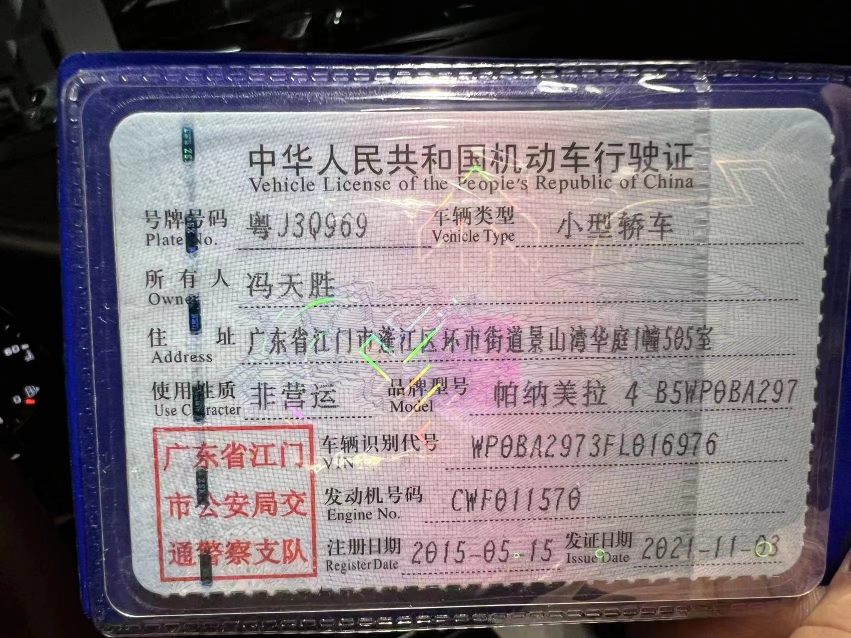 中华人民共和国机动车行驶证
Vehicle License of the People's Republic of China
号牌号码 Plate No. 粤J3Q969 车辆类型 Vehicle Type 小型轿车
所有人 Owner 冯天胜
住址 Address 广东省江门市蓬江区环市街道景山湾华庭1幢505室
使用性质 Use Character 非营运 品牌型号 Model 帕纳美拉 4 B5WP0BA297
广东省江门
市公安局交
通警察支队
车辆识别代号 VIN WP0BA2973FL016976
发动机号码 Engine No. CWF011570
注册日期 Register Date 2015-05-15 发证日期 Issue Date 2021-11-03